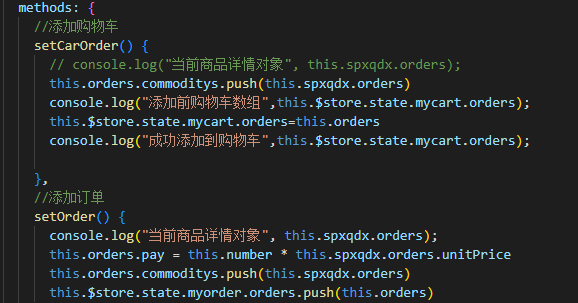 methods: {
//添加购物车
setCarOrder() {
// console.log("当前商品详情对象", this.spxqdx.orders);
this.orders.commoditys.push(this.spxqdx.orders)
console.log("添加前购物车数组",this.$store.state.mycart.orders);
this.$store.state.mycart.orders=this.orders
console.log("成功添加到购物车",this.$store.state.mycart.orders);
},
//添加订单
setOrder() {
console.log("当前商品详情对象", this.spxqdx.orders);
this.orders.pay = this.number * this.spxqdx.orders.unitPrice
this.orders.commoditys.push(this.spxqdx.orders)
this.$store.state.myorder.orders.push(this.orders)